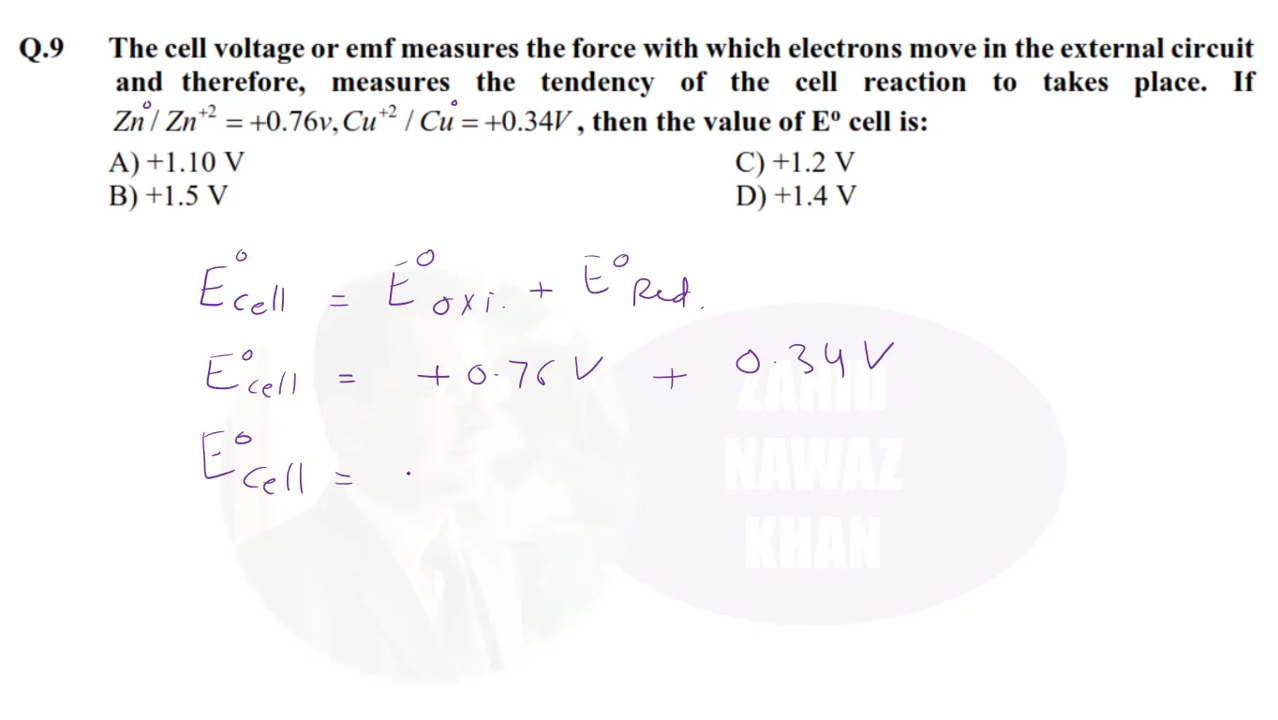 Q.9 The cell voltage or emf measures the force with which electrons move in the external circuit
and therefore, measures the tendency of the cell reaction to takes place. If
Zn° / Zn⁺² = +0.76v, Cu⁺² / Cu° = +0.34V, then the value of E° cell is:
A) +1.10 V C) +1.2 V
B) +1.5 V D) +1.4 V
E°cell = E°oxi. + E°Red.
E°cell = +0.76 V + 0.34 V
E°cell =
ZAHID
NAWAZ
KHAN